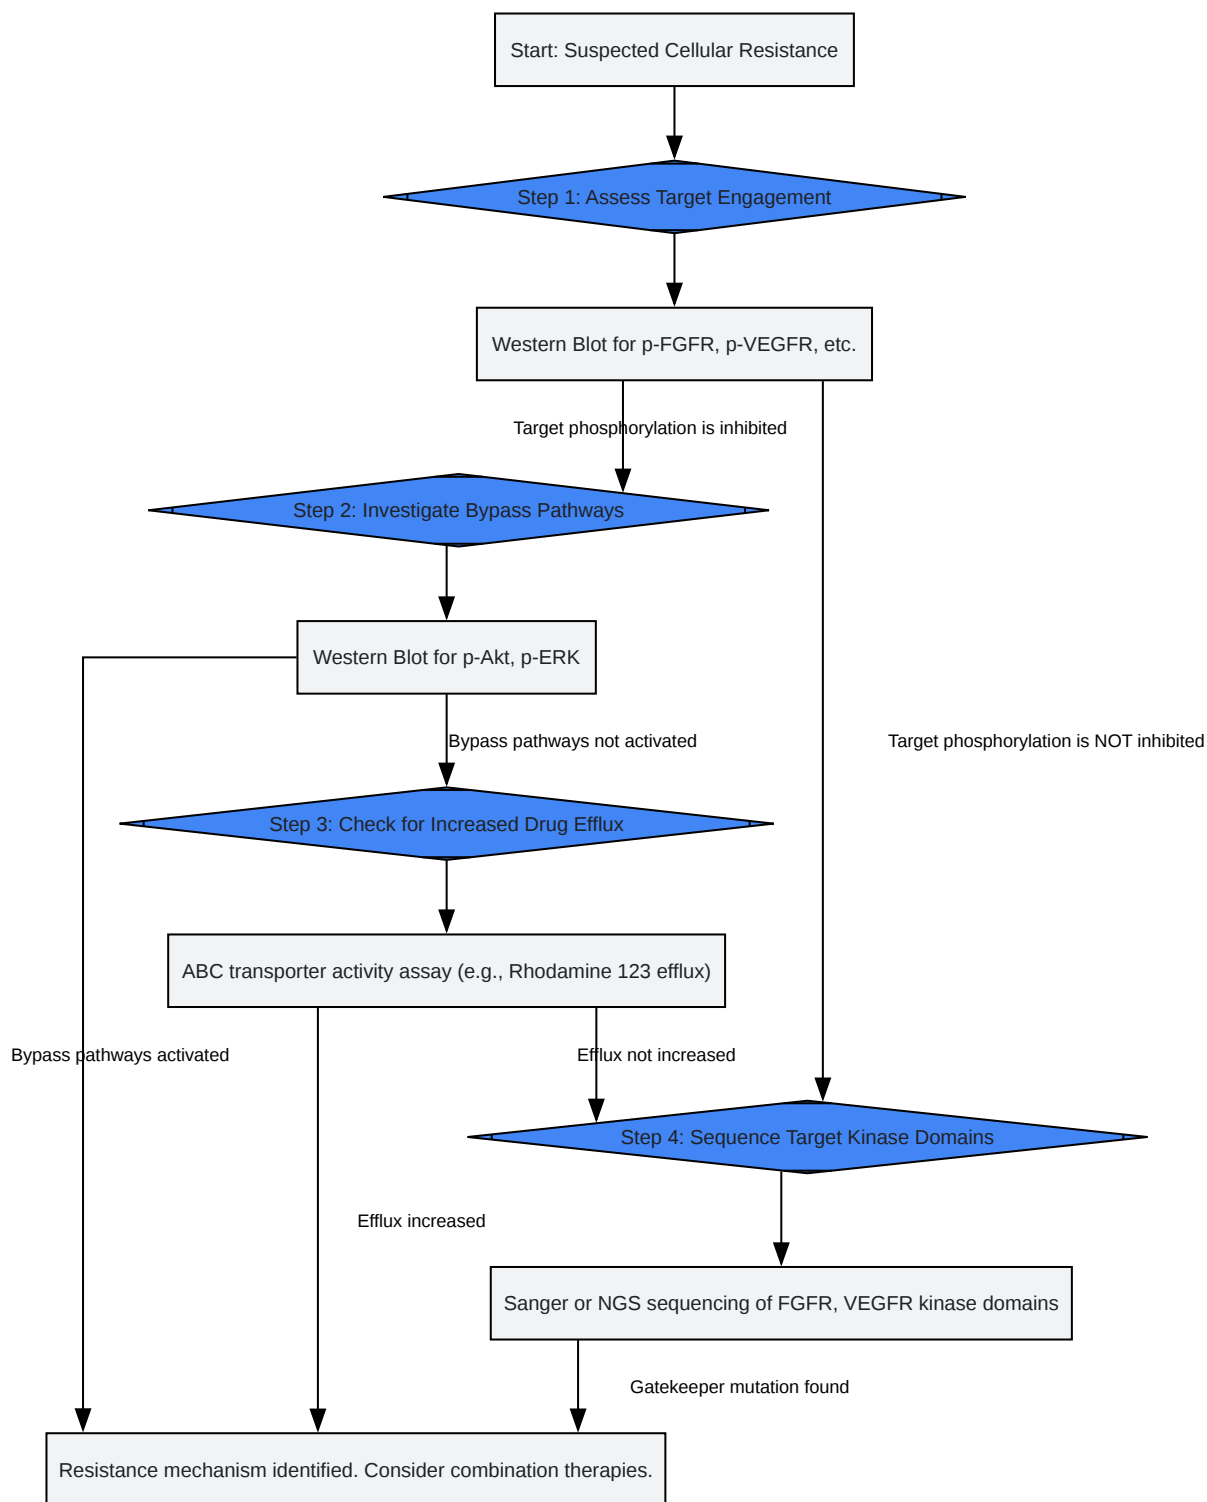 Start: Suspected Cellular Resistance
Step 1: Assess Target Engagement
Western Blot for p-FGFR, p-VEGFR, etc.
Target phosphorylation is inhibited
Step 2: Investigate Bypass Pathways
Western Blot for p-Akt, p-ERK
Bypass pathways not activated
Target phosphorylation is NOT inhibited
Step 3: Check for Increased Drug Efflux
ABC transporter activity assay (e.g., Rhodamine 123 efflux)
Bypass pathways activated
Efflux not increased
Step 4: Sequence Target Kinase Domains
Efflux increased
Sanger or NGS sequencing of FGFR, VEGFR kinase domains
Gatekeeper mutation found
Resistance mechanism identified. Consider combination therapies.